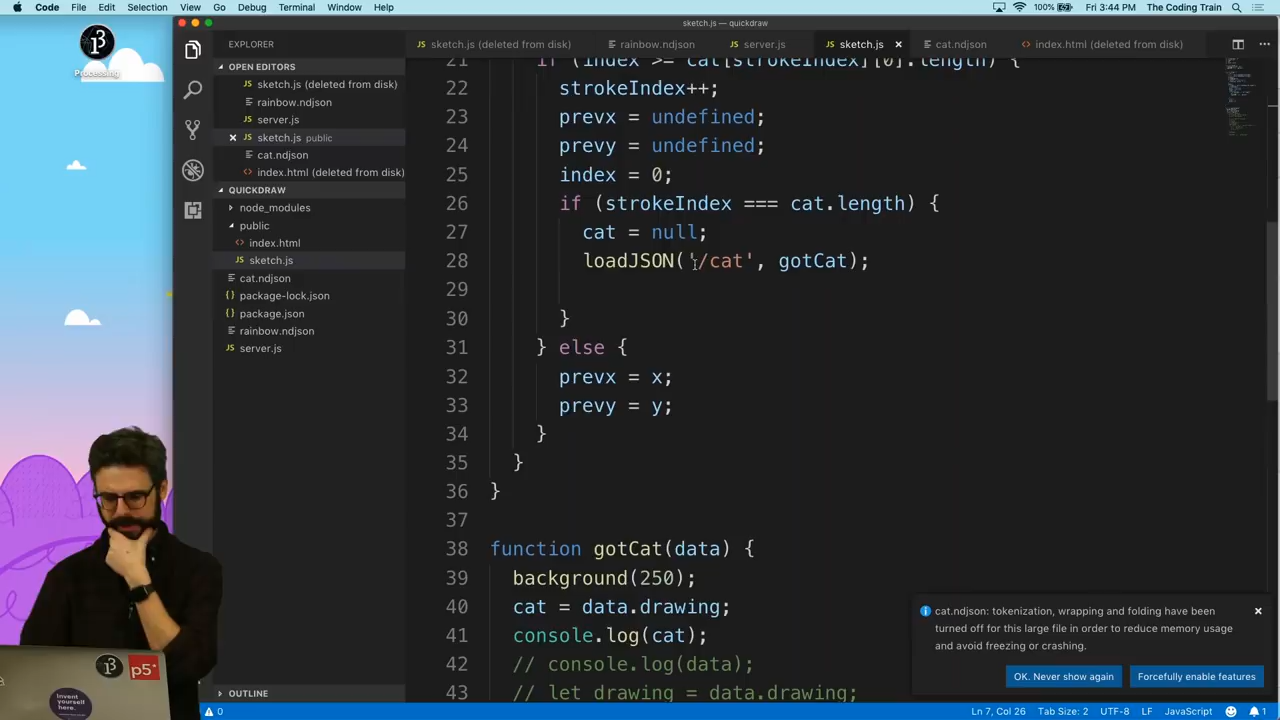 Code File Edit Selection View Go Debug Terminal Window Help
100% Fri 3:44 PM The Coding Train
sketch.js — quickdraw
Processing
EXPLORER
OPEN EDITORS
sketch.js (deleted from disk)
rainbow.ndjson
server.js
sketch.js public
cat.ndjson
index.html (deleted from disk)
QUICKDRAW
node_modules
public
index.html
sketch.js
cat.ndjson
package-lock.json
package.json
rainbow.ndjson
server.js
OUTLINE
sketch.js (deleted from disk) rainbow.ndjson server.js sketch.js cat.ndjson index.html (deleted from disk)
21 if (index >= cat[strokeIndex][0].length) {
22 strokeIndex++;
23 prevx = undefined;
24 prevy = undefined;
25 index = 0;
26 if (strokeIndex === cat.length) {
27 cat = null;
28 loadJSON('/cat', gotCat);
29
30 }
31 } else {
32 prevx = x;
33 prevy = y;
34 }
35 }
36 }
37
38 function gotCat(data) {
39 background(250);
40 cat = data.drawing;
41 console.log(cat);
42 // console.log(data);
43 // let drawing = data.drawing;
cat.ndjson: tokenization, wrapping and folding have been
turned off for this large file in order to reduce memory usage
and avoid freezing or crashing.
OK. Never show again Forcefully enable features
p5*
Invent
yourself
here.
0 Ln 7, Col 26 Tab Size: 2 UTF-8 LF JavaScript 1